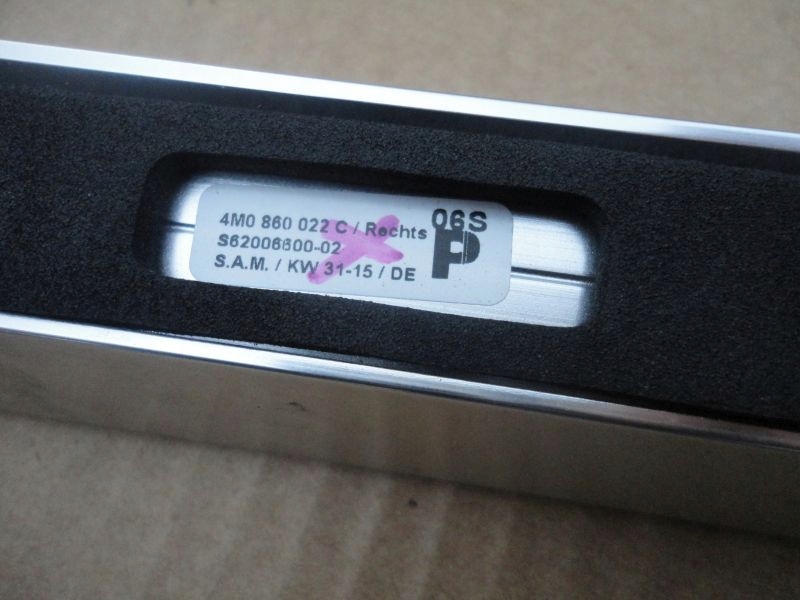 4M0 860 022 C / Rechts 06S
S62006600-02 P
S.A.M. / KW 31-15 / DE